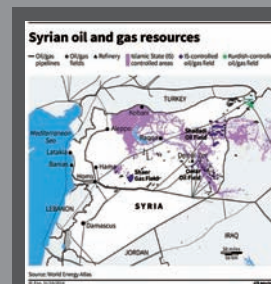 Syrian oil and gas resources
Oil/gas pipelines
Oil/gas fields
Refinery
Islamic State (IS) controlled areas
IS-controlled oil/gas field
Kurdish-controlled oil/gas field
TURKEY
Kobani
Aleppo
Raqqa
Mediterranean Sea
Latakia
Banias
Hama
Homs
Shaer Gas Field
Oil Field
Oil Field
SYRIA
LEBANON
Damascus
IRAQ
JORDAN
Source: World Energy Atlas